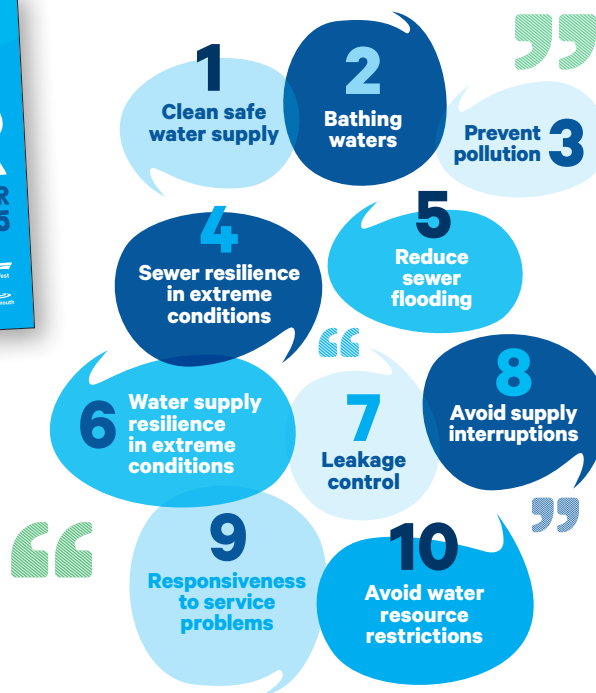 1
Clean safe
water supply
2
Bathing
waters
Prevent
pollution
3
4
Sewer resilience
in extreme
conditions
5
Reduce
sewer
flooding
6
Water supply
resilience
in extreme
conditions
7
Leakage
control
8
Avoid supply
interruptions
9
Responsiveness
to service
problems
10
Avoid water
resource
restrictions
R
R
5